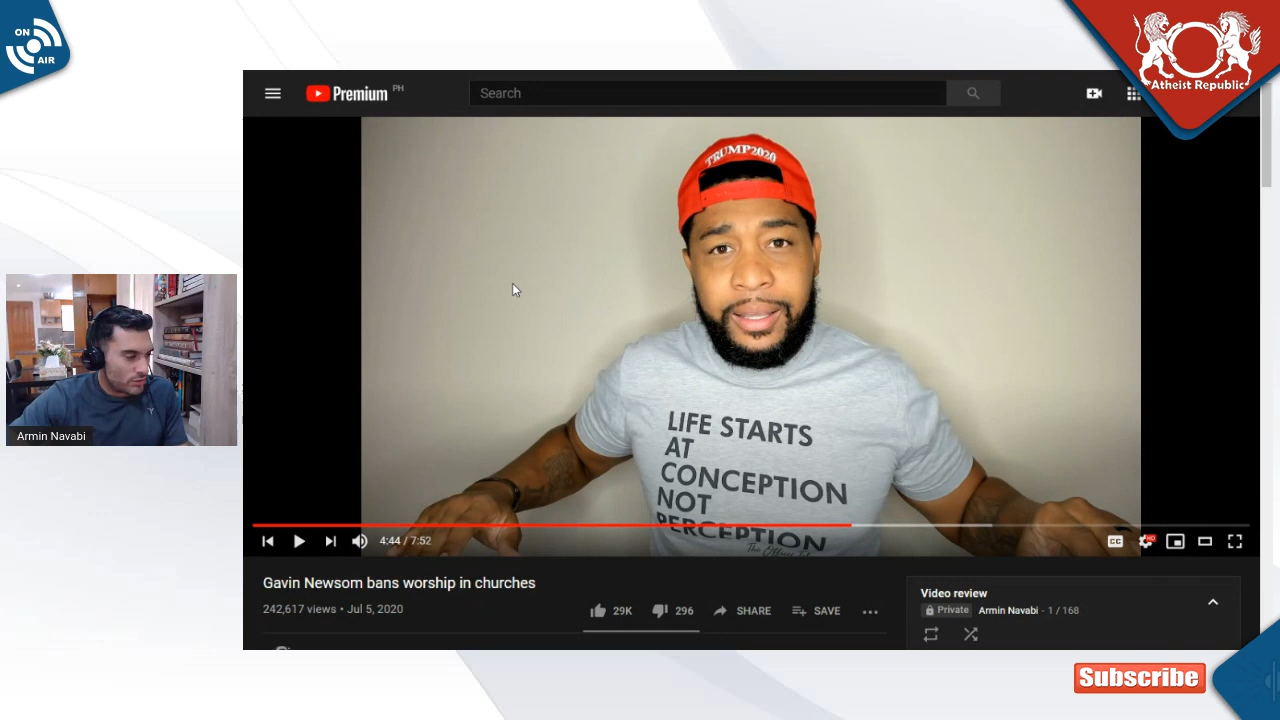 ON
AIR
Atheist Republic
Premium PH
Search
TRUMP2020
LIFE STARTS
AT
CONCEPTION
NOT
PERCEPTION
Armin Navabi
4:44 / 7:52
CC
HD
Gavin Newsom bans worship in churches
242,617 views • Jul 5, 2020
29K
296
SHARE
SAVE
Video review
Private
Armin Navabi - 1 / 168
Subscribe